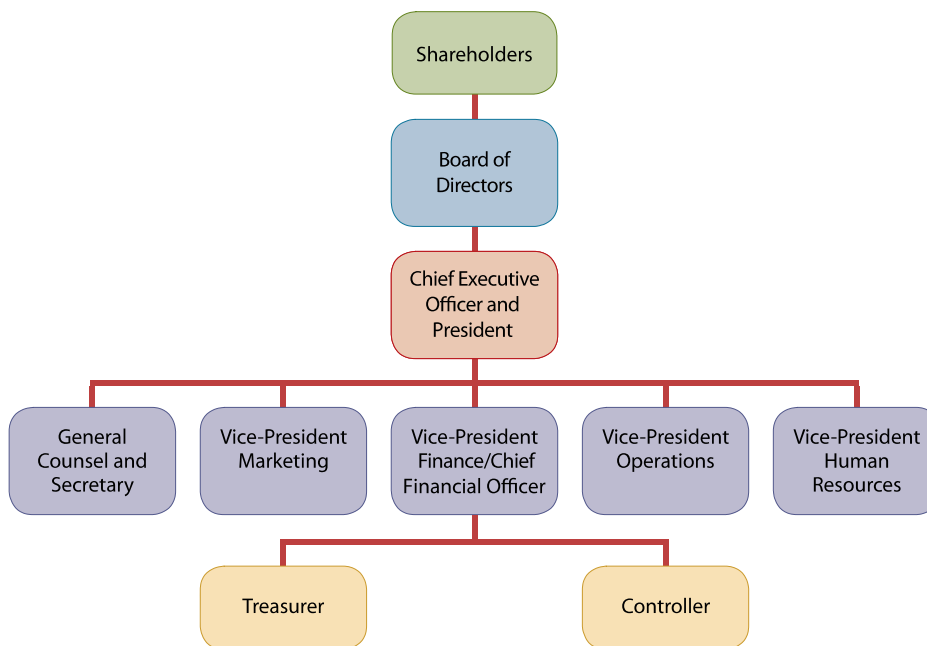 Shareholders
Board of
Directors
Chief Executive
Officer and
President
General
Counsel and
Secretary
Vice-President
Marketing
Vice-President
Finance/Chief
Financial Officer
Vice-President
Operations
Vice-President
Human
Resources
Treasurer
Controller